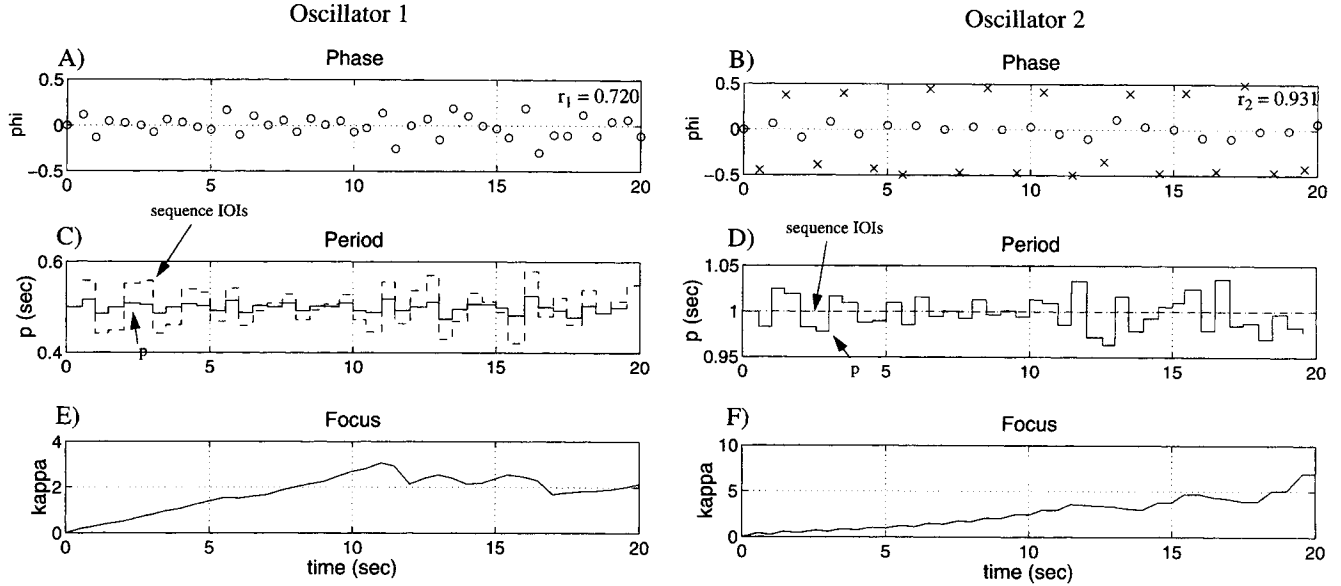 Oscillator 1
A)
Phase
phi
0.5
0
−0.5
r1 = 0.720
0 5 10 15 20
sequence IOIs
C)
Period
p (sec)
0.6
0.4
p
0 5 10 15 20
E)
Focus
kappa
4
2
0
0 5 10 15 20
time (sec)
Oscillator 2
B)
Phase
phi
0.5
0
−0.5
r2 = 0.931
0 5 10 15 20
D)
sequence IOIs
Period
p (sec)
1.05
1
0.95
p
0 5 10 15 20
F)
Focus
kappa
10
5
0
0 5 10 15 20
time (sec)